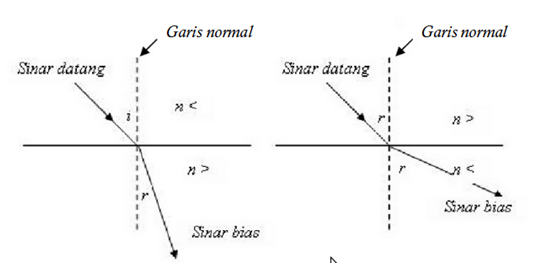 Garis normal
Sinar datang
i
n <
n >
r
Sinar bias
Garis normal
Sinar datang
r
n >
r
n <
Sinar bias